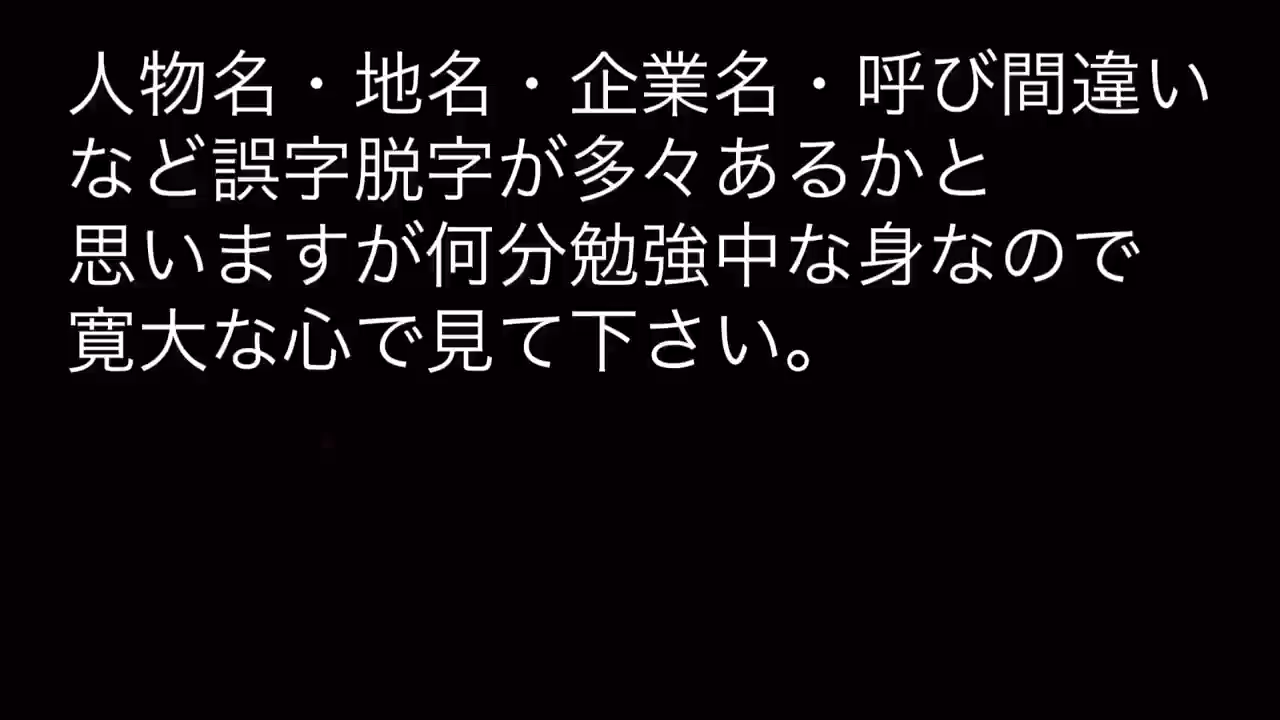 人物名・地名・企業名・呼び間違い
など誤字脱字が多々あるかと
思いますが何分勉強中な身なので
寛大な心で見て下さい。